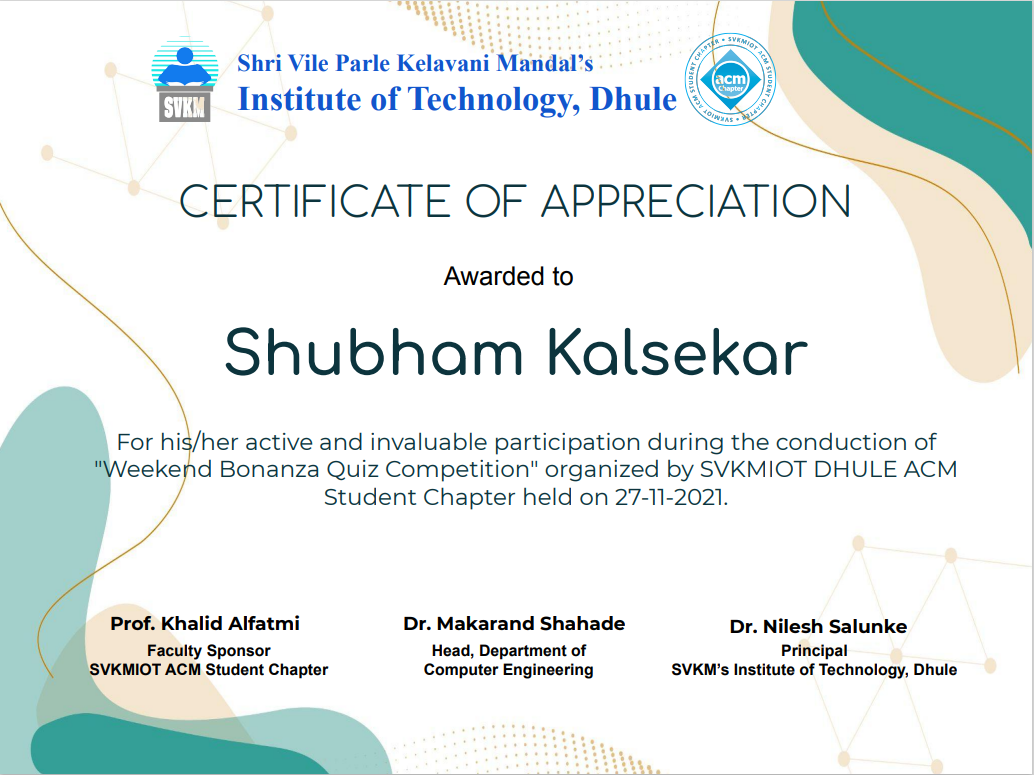 Shri Vile Parle Kelavani Mandal's
Institute of Technology, Dhule
SVKM
SVKMIOT ACM STUDENT CHAPTER • SVKMIOT ACM STUDENT CHAPTER •
acm
Chapter
CERTIFICATE OF APPRECIATION
Awarded to
Shubham Kalsekar
For his/her active and invaluable participation during the conduction of
"Weekend Bonanza Quiz Competition" organized by SVKMIOT DHULE ACM
Student Chapter held on 27-11-2021.
Prof. Khalid Alfatmi
Faculty Sponsor
SVKMIOT ACM Student Chapter
Dr. Makarand Shahade
Head, Department of
Computer Engineering
Dr. Nilesh Salunke
Principal
SVKM's Institute of Technology, Dhule